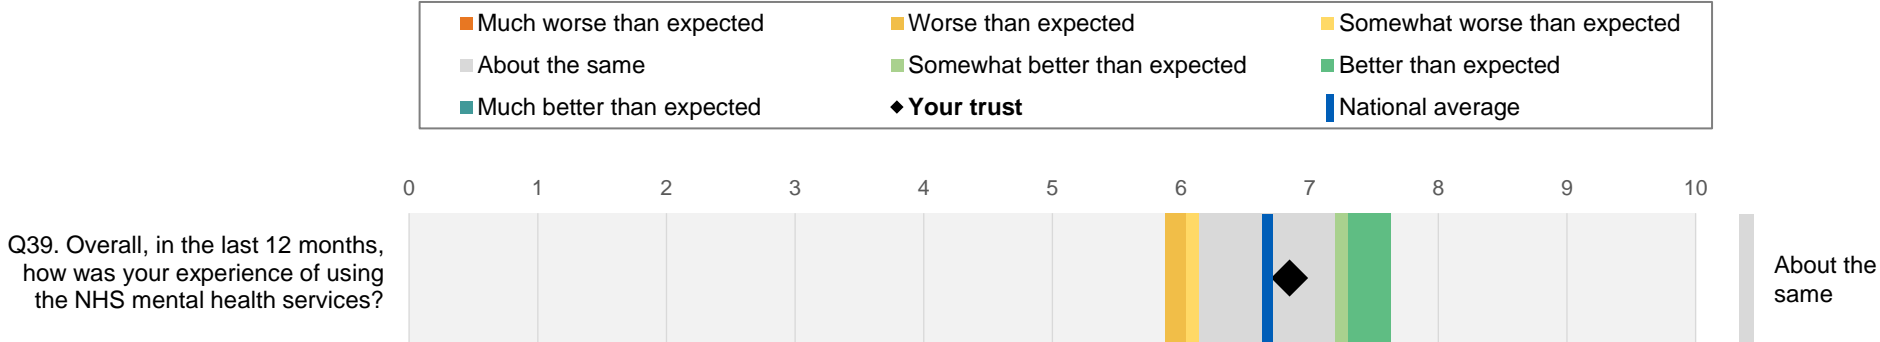 Much worse than expected
Worse than expected
Somewhat worse than expected
About the same
Somewhat better than expected
Better than expected
Much better than expected
Your trust
National average
0 1 2 3 4 5 6 7 8 9 10
Q39. Overall, in the last 12 months,
how was your experience of using
the NHS mental health services?
About the
same